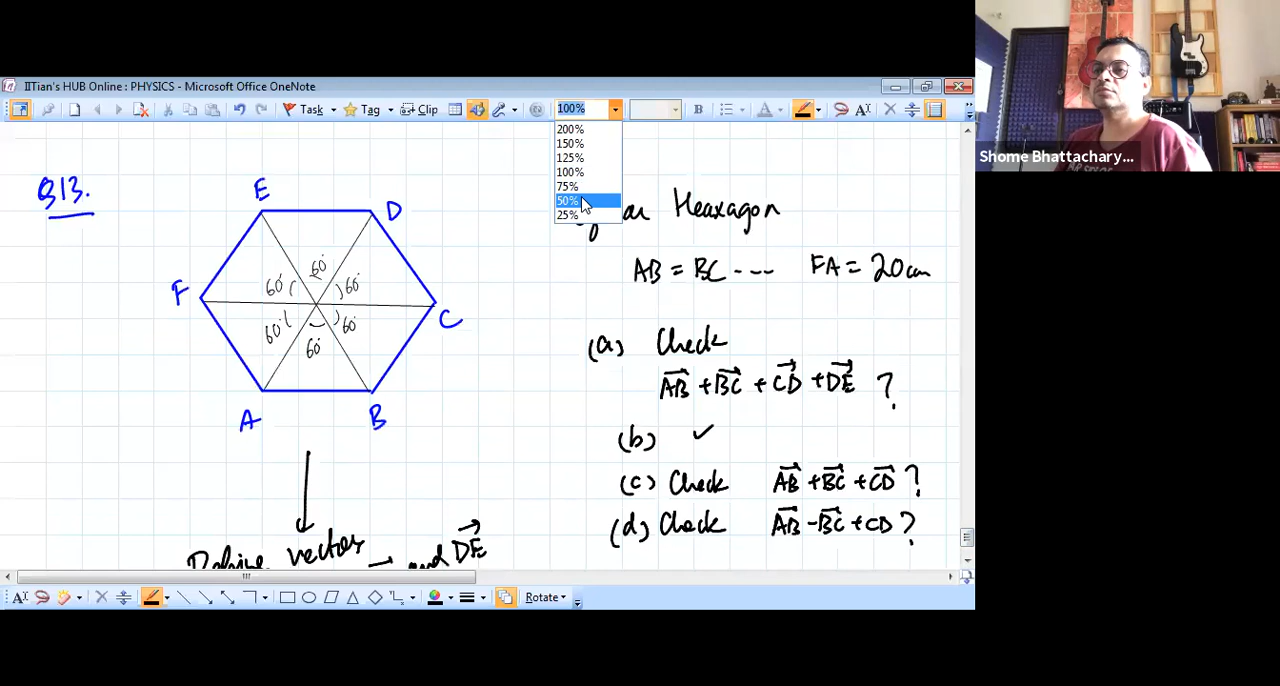 IITian's HUB Online : PHYSICS - Microsoft Office OneNote
Task Tag Clip 100% B A
200%
150%
125%
100%
75%
50%
25%
Q13.
E
D
F
C
A
B
60°
60°
60°
60°
60°
60°
Heaxagon
AB = BC --- FA = 20cm
(a) Check
AB + BC + CD + DE ?
(b) ✓
(c) Check AB + BC + CD ?
(d) Check AB - BC + CD ?
vector and DE
Shome Bhattachary...
Rotate